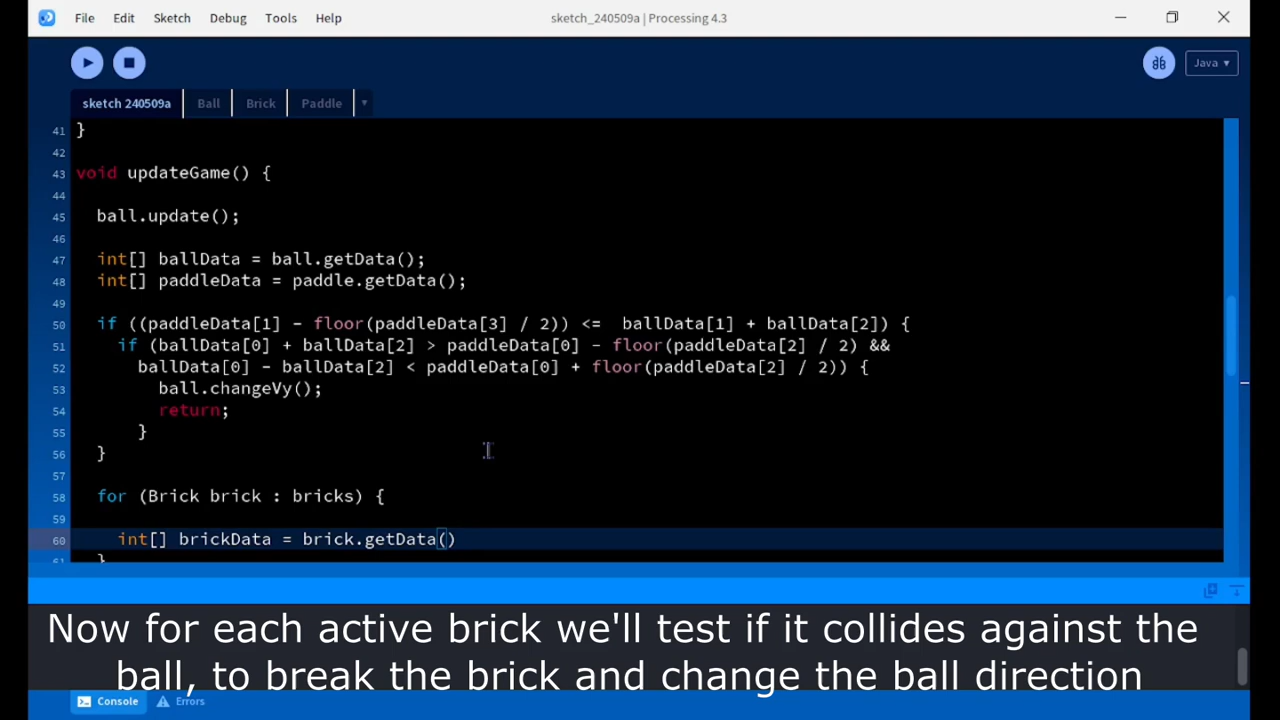 File Edit Sketch Debug Tools Help sketch_240509a | Processing 4.3
Java ▾
sketch 240509a Ball Brick Paddle ▾
41 }
42
43 void updateGame() {
44
45 ball.update();
46
47 int[] ballData = ball.getData();
48 int[] paddleData = paddle.getData();
49
50 if ((paddleData[1] - floor(paddleData[3] / 2)) <=  ballData[1] + ballData[2]) {
51 if (ballData[0] + ballData[2] > paddleData[0] - floor(paddleData[2] / 2) &&
52 ballData[0] - ballData[2] < paddleData[0] + floor(paddleData[2] / 2)) {
53 ball.changeVy();
54 return;
55 }
56 }
57
58 for (Brick brick : bricks) {
59
60 int[] brickData = brick.getData()
61 }
Now for each active brick we'll test if it collides against the
ball, to break the brick and change the ball direction
Console Errors